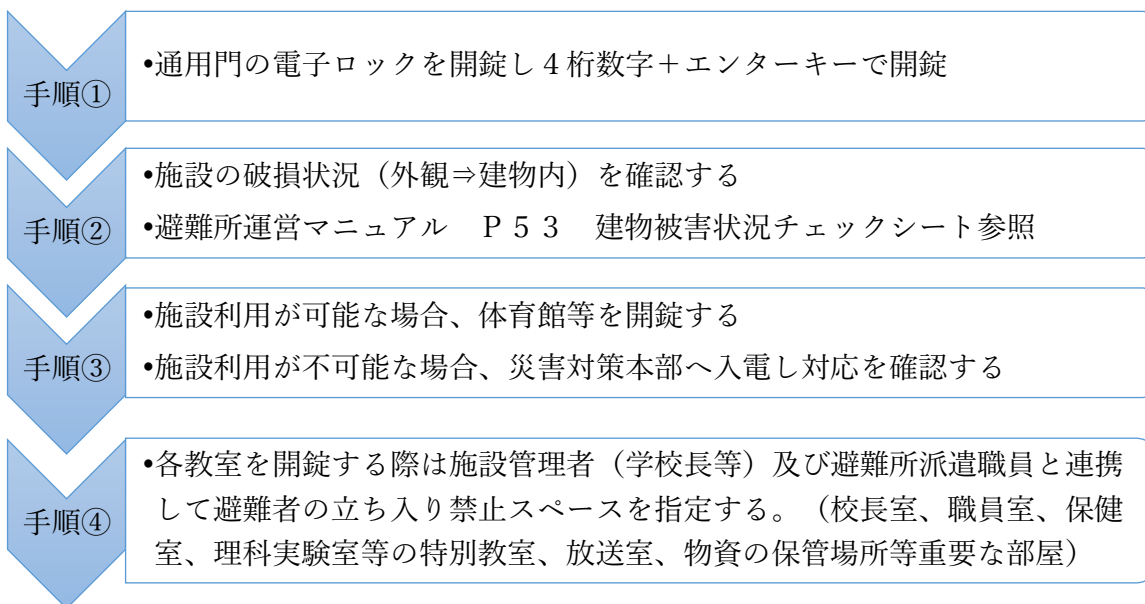 手順①
•通用門の電子ロックを開錠し4桁数字+エンターキーで開錠
手順②
•施設の破損状況（外観⇒建物内）を確認する
•避難所運営マニュアル　Ｐ５３　建物被害状況チェックシート参照
手順③
•施設利用が可能な場合、体育館等を開錠する
•施設利用が不可能な場合、災害対策本部へ入電し対応を確認する
手順④
•各教室を開錠する際は施設管理者（学校長等）及び避難所派遣職員と連携
して避難者の立ち入り禁止スペースを指定する。（校長室、職員室、保健
室、理科実験室等の特別教室、放送室、物資の保管場所等重要な部屋）